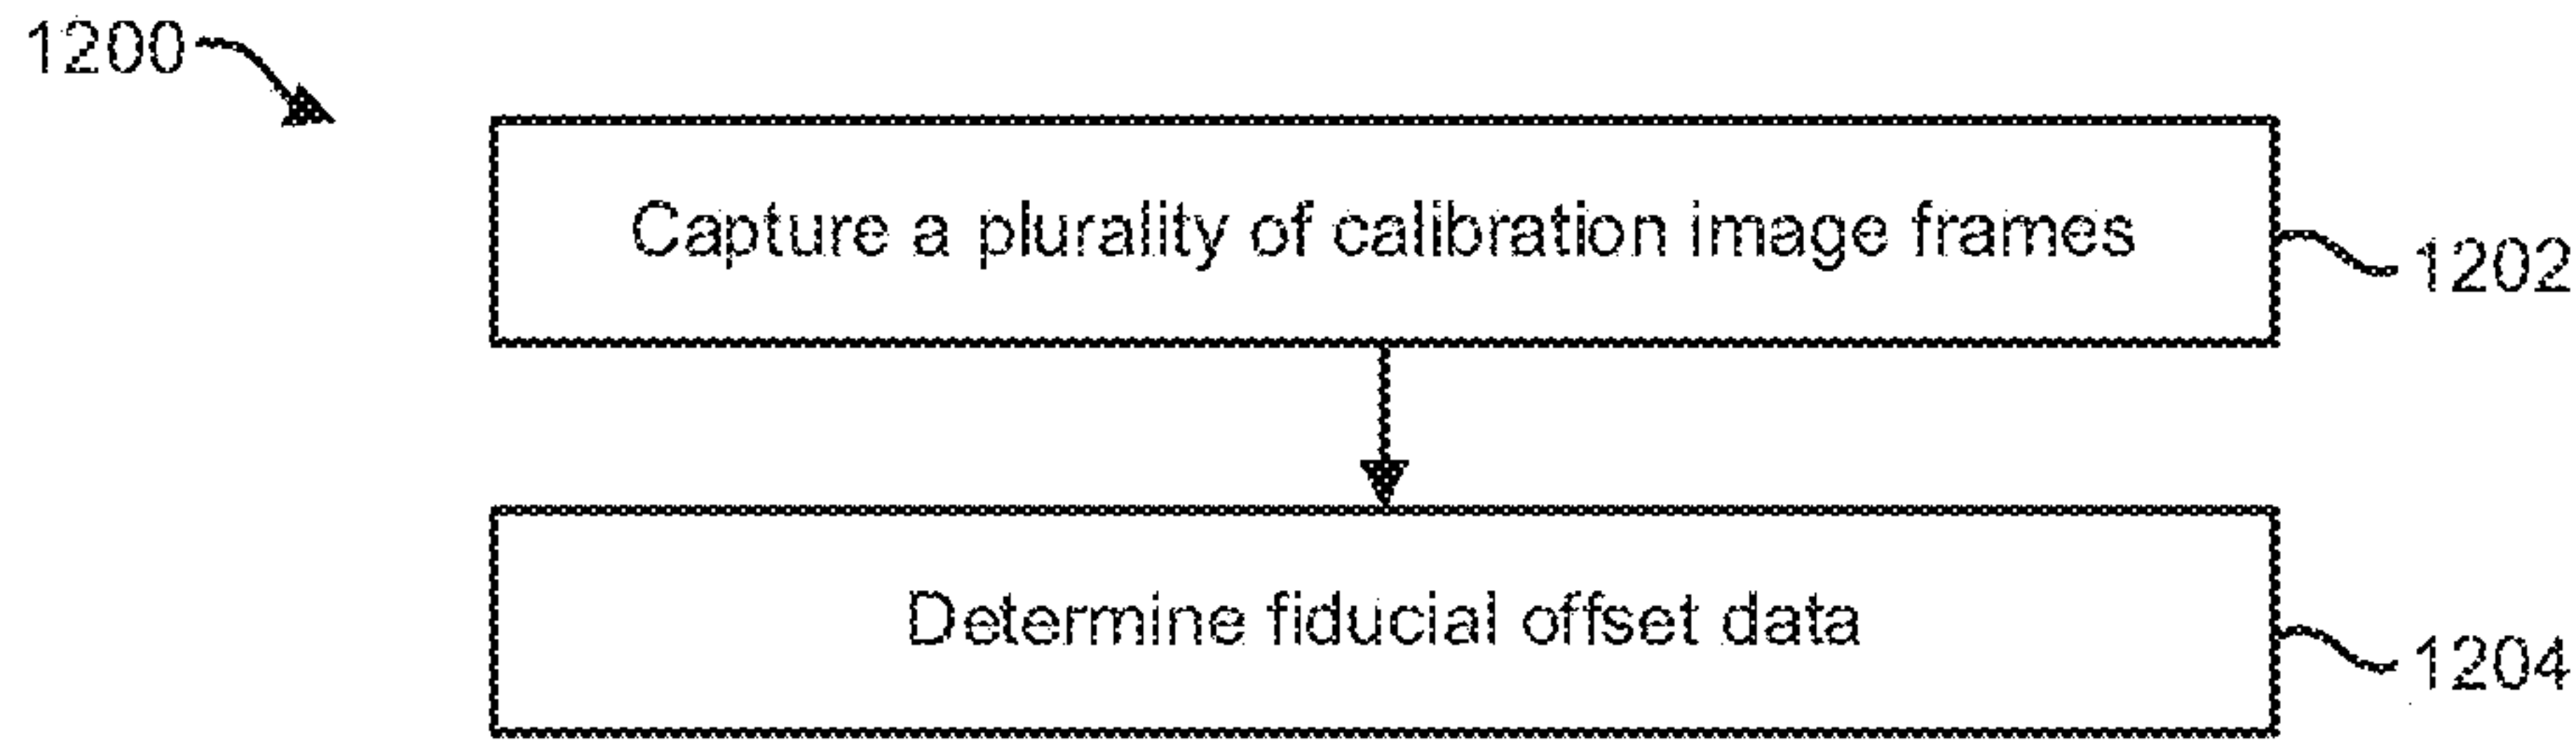 1200
Capture a plurality of calibration image frames
1202
Determine fiducial offset data
1204